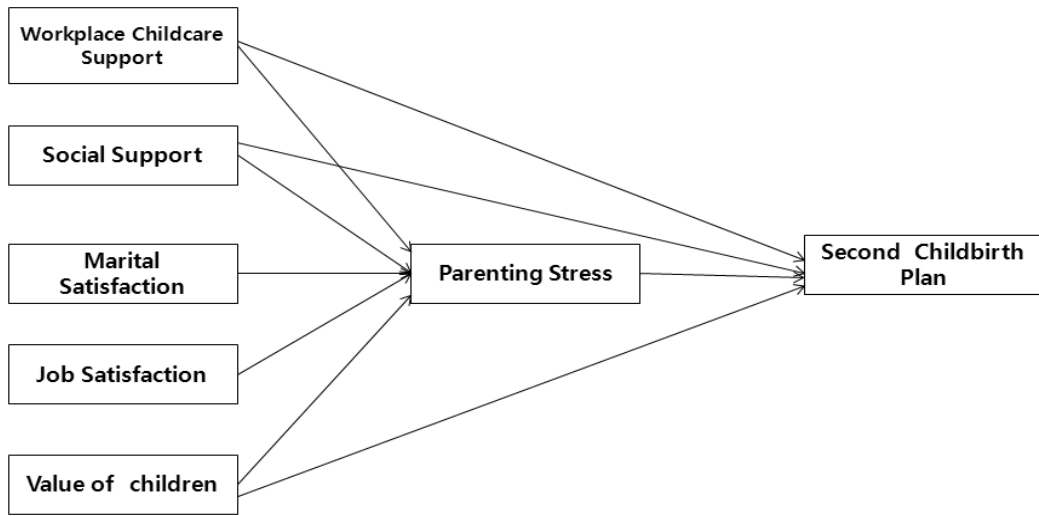 Workplace Childcare
Support
Social Support
Marital
Satisfaction
Job Satisfaction
Value of children
Parenting Stress
Second Childbirth
Plan